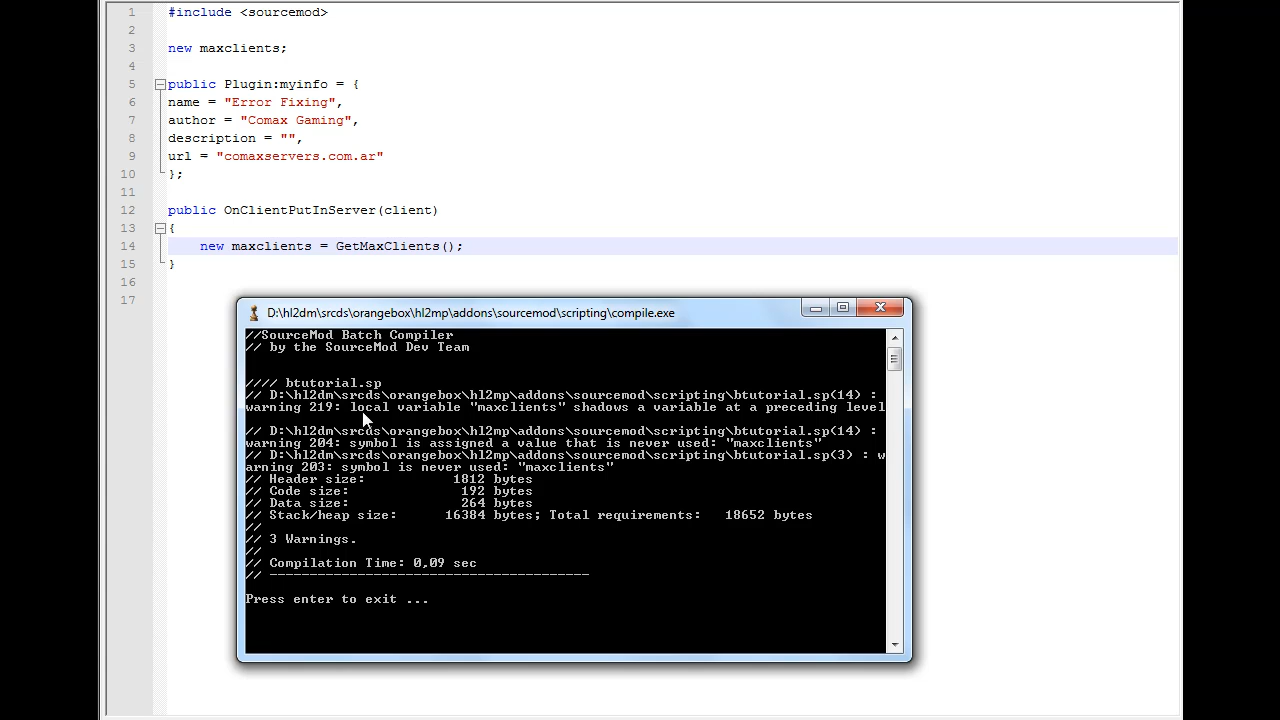 1 #include <sourcemod>
2
3 new maxclients;
4
5 public Plugin:myinfo = {
6 name = "Error Fixing",
7 author = "Comax Gaming",
8 description = "",
9 url = "comaxservers.com.ar"
10 };
11
12 public OnClientPutInServer(client)
13 {
14 new maxclients = GetMaxClients();
15 }
16
17
D:\hl2dm\srcds\orangebox\hl2mp\addons\sourcemod\scripting\compile.exe
//SourceMod Batch Compiler
// by the SourceMod Dev Team
//// btutorial.sp
// D:\hl2dm\srcds\orangebox\hl2mp\addons\sourcemod\scripting\btutorial.sp(14) :
warning 219: local variable "maxclients" shadows a variable at a preceding level
// D:\hl2dm\srcds\orangebox\hl2mp\addons\sourcemod\scripting\btutorial.sp(14) :
warning 204: symbol is assigned a value that is never used: "maxclients"
// D:\hl2dm\srcds\orangebox\hl2mp\addons\sourcemod\scripting\btutorial.sp(3) : w
arning 203: symbol is never used: "maxclients"
// Header size: 1812 bytes
// Code size: 192 bytes
// Data size: 264 bytes
// Stack/heap size: 16384 bytes; Total requirements: 18652 bytes
//
// 3 Warnings.
//
// Compilation Time: 0,09 sec
// ----------------------------------------
Press enter to exit ...